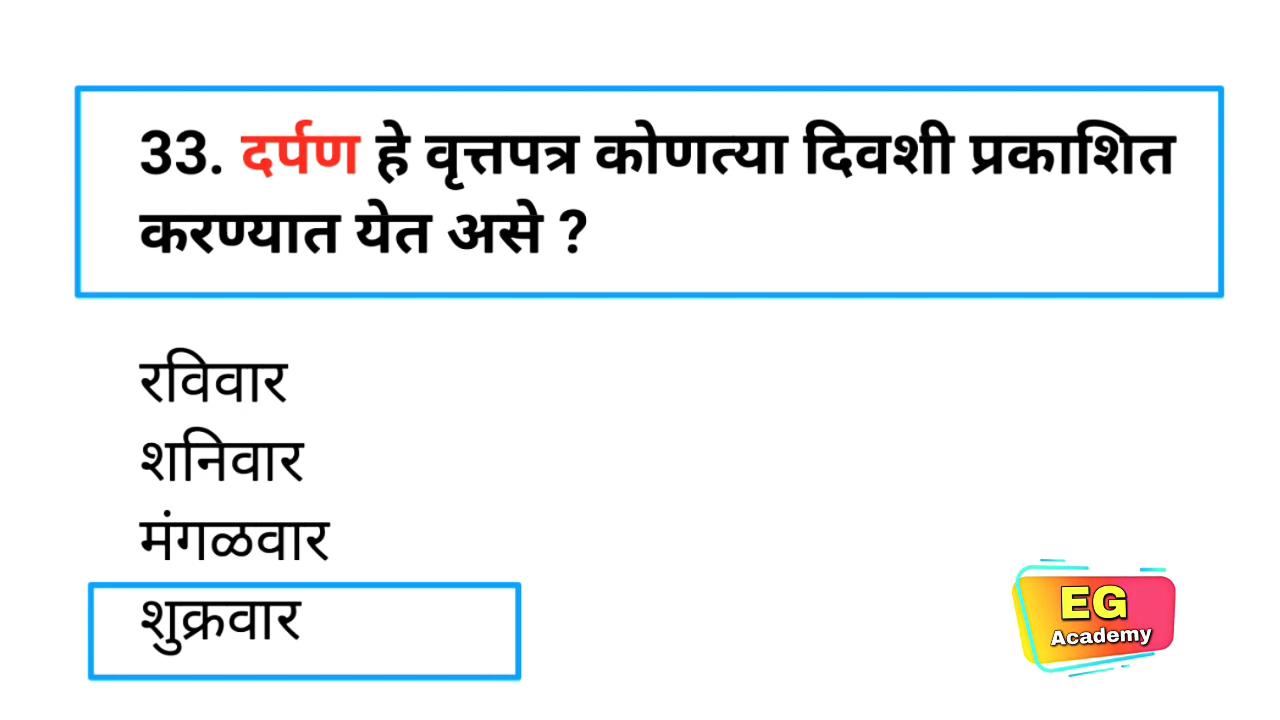 33. दर्पण हे वृत्तपत्र कोणत्या दिवशी प्रकाशित
करण्यात येत असे ?
रविवार
शनिवार
मंगळवार
शुक्रवार
EG
Academy